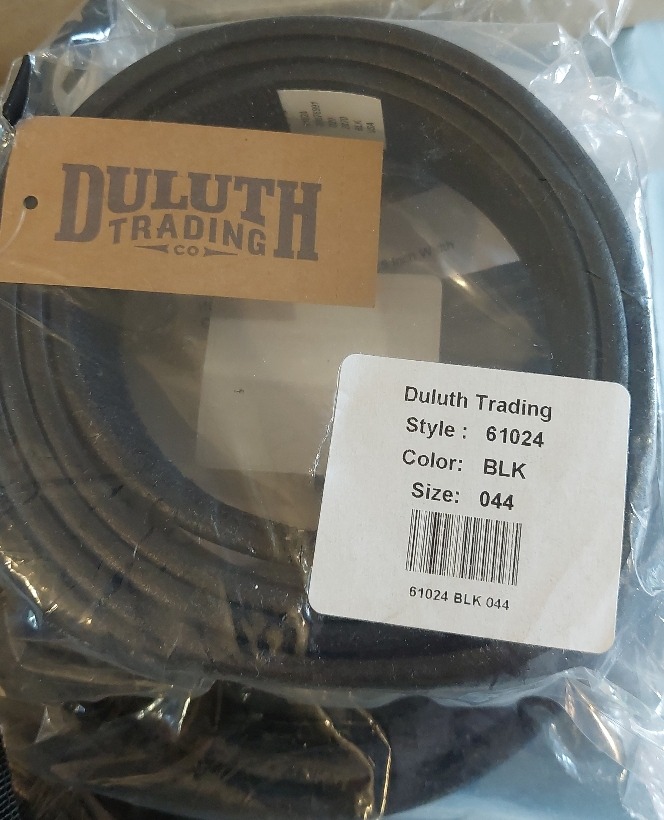 DULUTH
TRADING
CO
Duluth Trading
Style : 61024
Color: BLK
Size: 044
61024 BLK 044